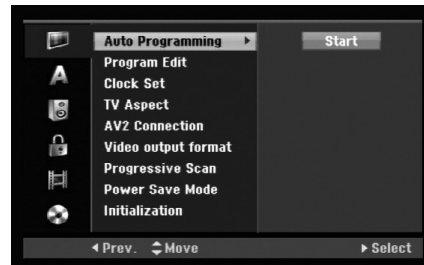 Auto Programming ▶ Start
Program Edit
Clock Set
TV Aspect
AV2 Connection
Video output format
Progressive Scan
Power Save Mode
Initialization
A
◀ Prev. ▲▼ Move ▶ Select